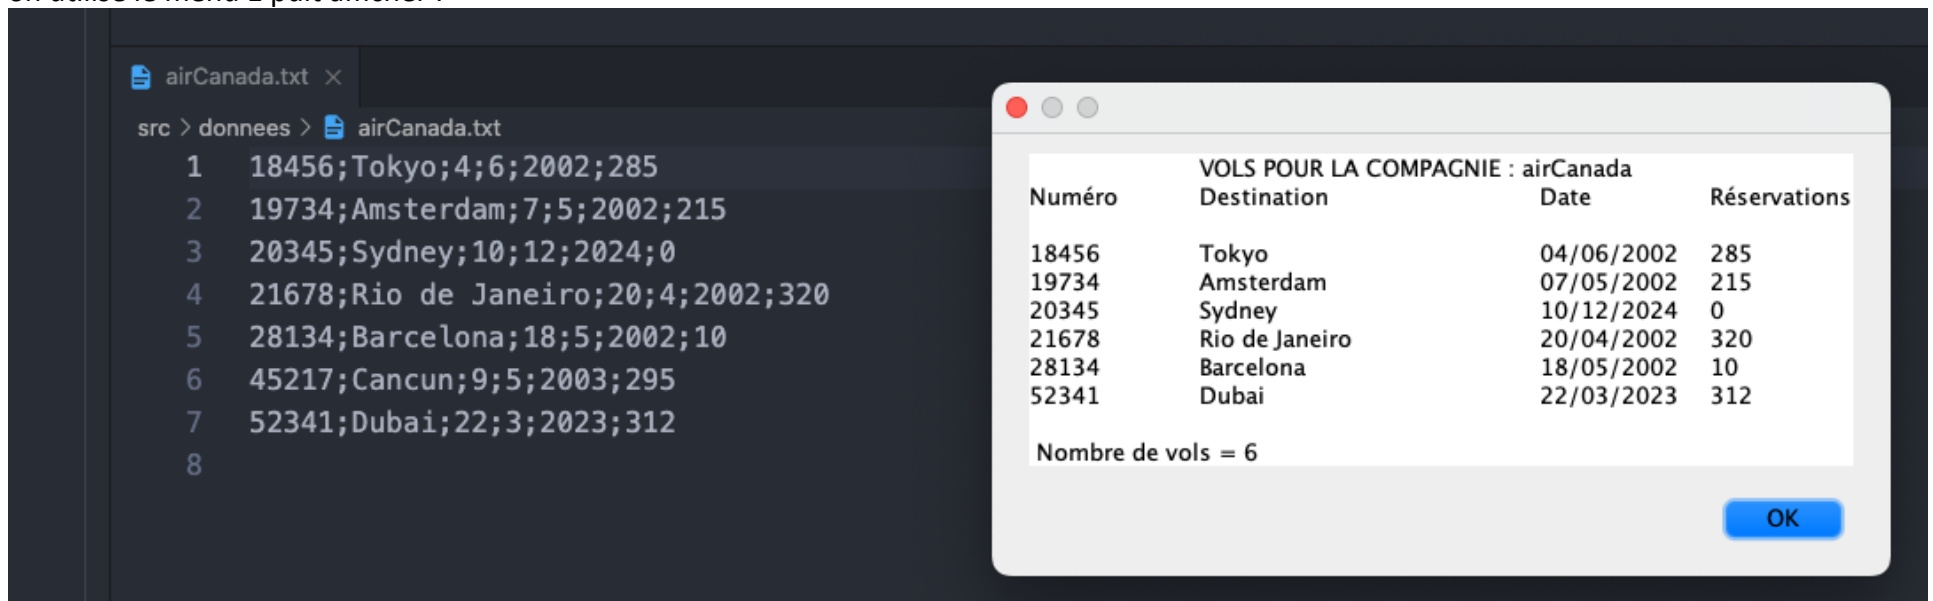 airCanada.txt ×
src > donnees > airCanada.txt
1 18456;Tokyo;4;6;2002;285
2 19734;Amsterdam;7;5;2002;215
3 20345;Sydney;10;12;2024;0
4 21678;Rio de Janeiro;20;4;2002;320
5 28134;Barcelona;18;5;2002;10
6 45217;Cancun;9;5;2003;295
7 52341;Dubai;22;3;2023;312
8
VOLS POUR LA COMPAGNIE : airCanada
Numéro Destination Date Réservations
18456 Tokyo 04/06/2002 285
19734 Amsterdam 07/05/2002 215
20345 Sydney 10/12/2024 0
21678 Rio de Janeiro 20/04/2002 320
28134 Barcelona 18/05/2002 10
52341 Dubai 22/03/2023 312
Nombre de vols = 6
OK